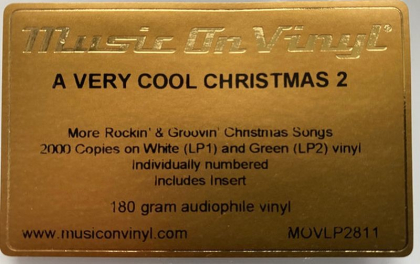 Music On Vinyl®
A VERY COOL CHRISTMAS 2
More Rockin' & Groovin' Christmas Songs
2000 Copies on White (LP1) and Green (LP2) vinyl
Individually numbered
Includes Insert
180 gram audiophile vinyl
www.musiconvinyl.com MOVLP2811